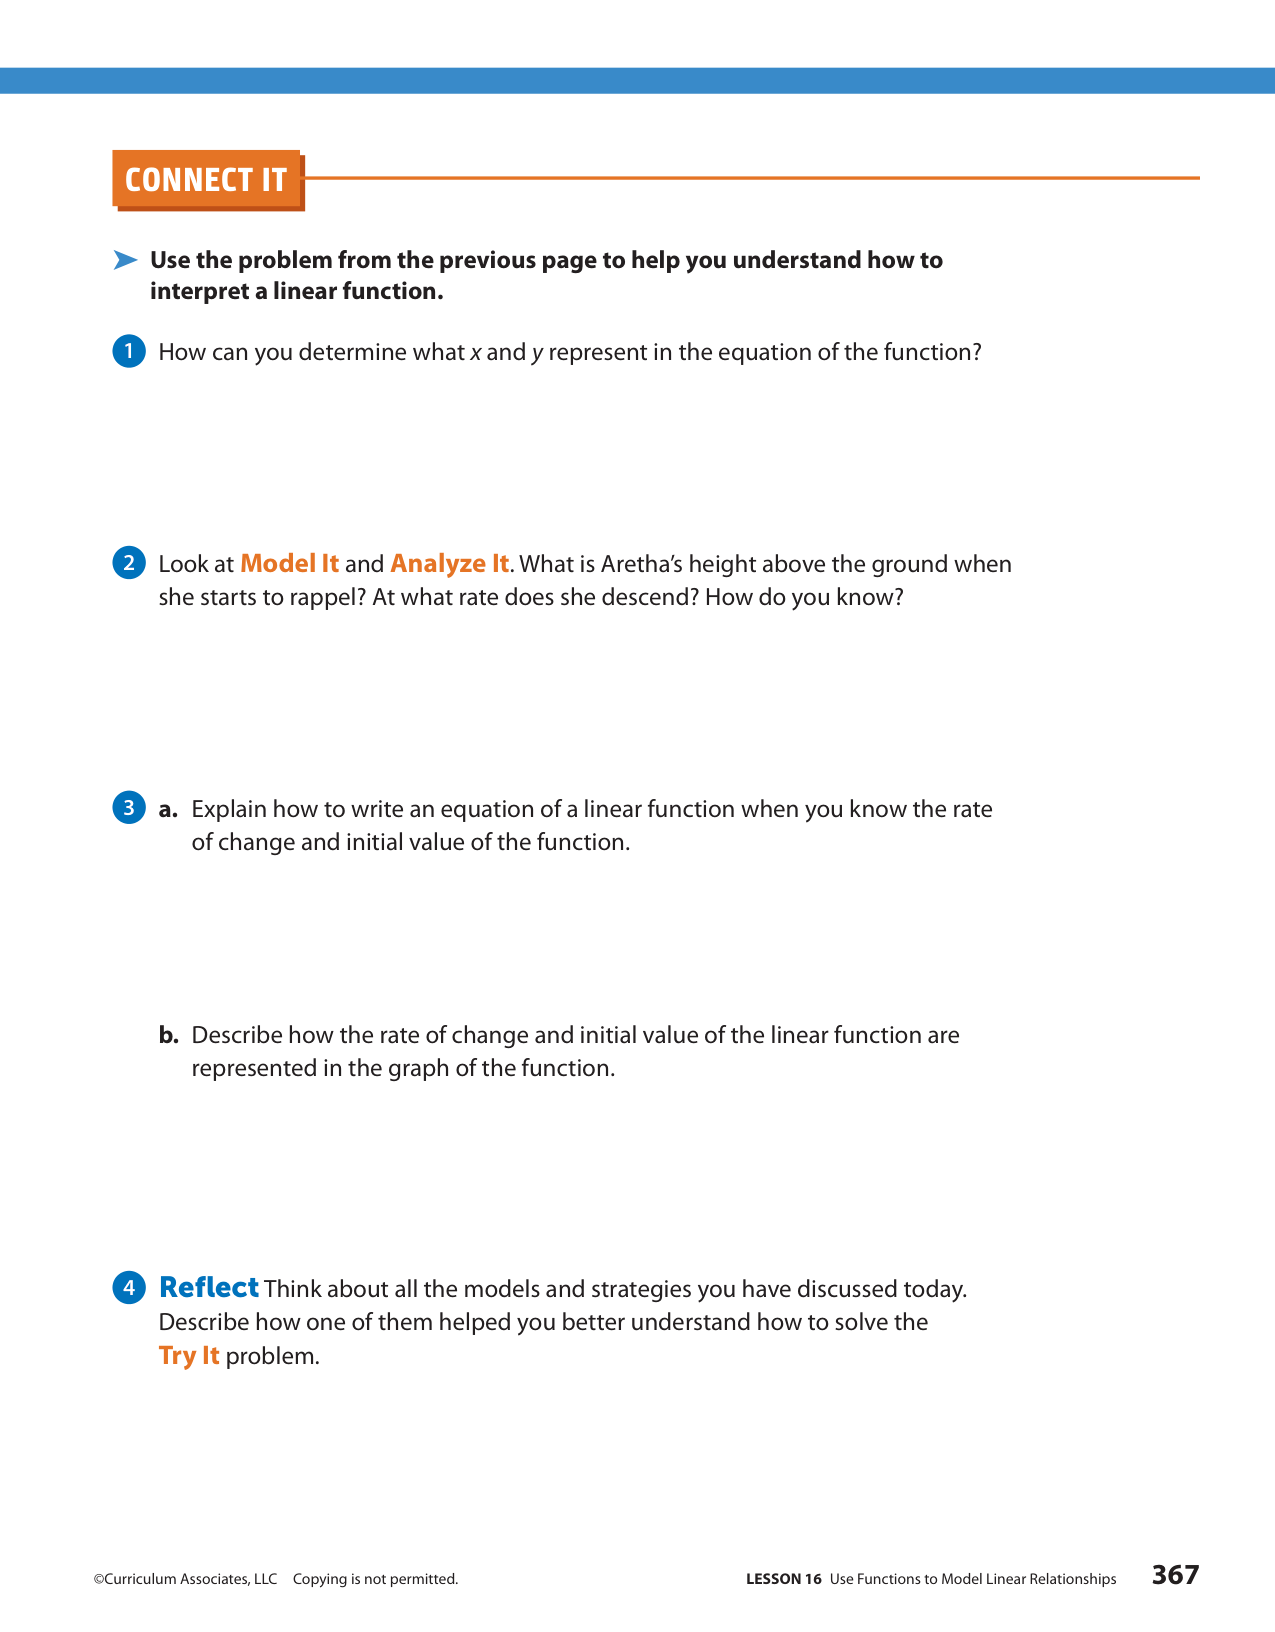 CONNECT IT
➤ Use the problem from the previous page to help you understand how to
interpret a linear function.
1 How can you determine what x and y represent in the equation of the function?
2 Look at Model It and Analyze It. What is Aretha’s height above the ground when
she starts to rappel? At what rate does she descend? How do you know?
3 a. Explain how to write an equation of a linear function when you know the rate
of change and initial value of the function.
b. Describe how the rate of change and initial value of the linear function are
represented in the graph of the function.
4 Reflect Think about all the models and strategies you have discussed today.
Describe how one of them helped you better understand how to solve the
Try It problem.
©Curriculum Associates, LLC Copying is not permitted.
LESSON 16 Use Functions to Model Linear Relationships 367